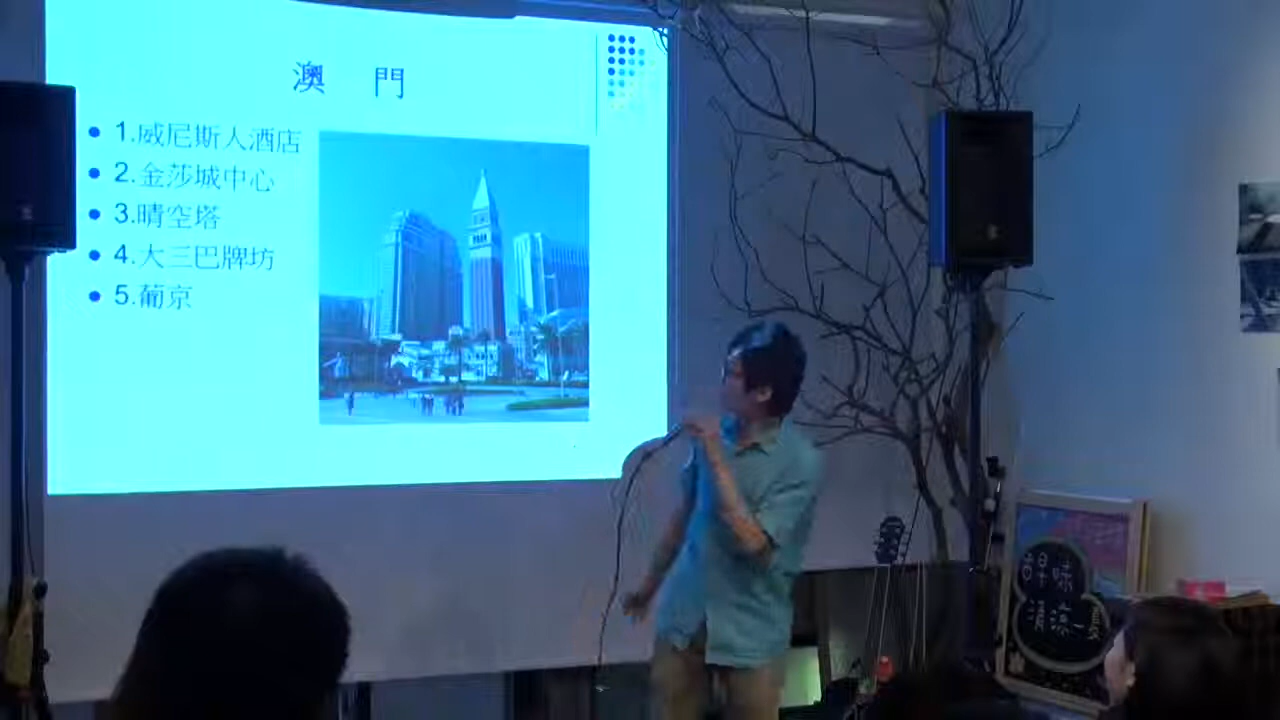 澳 門
1.威尼斯人酒店
2.金莎城中心
3.晴空塔
4.大三巴牌坊
5.葡京